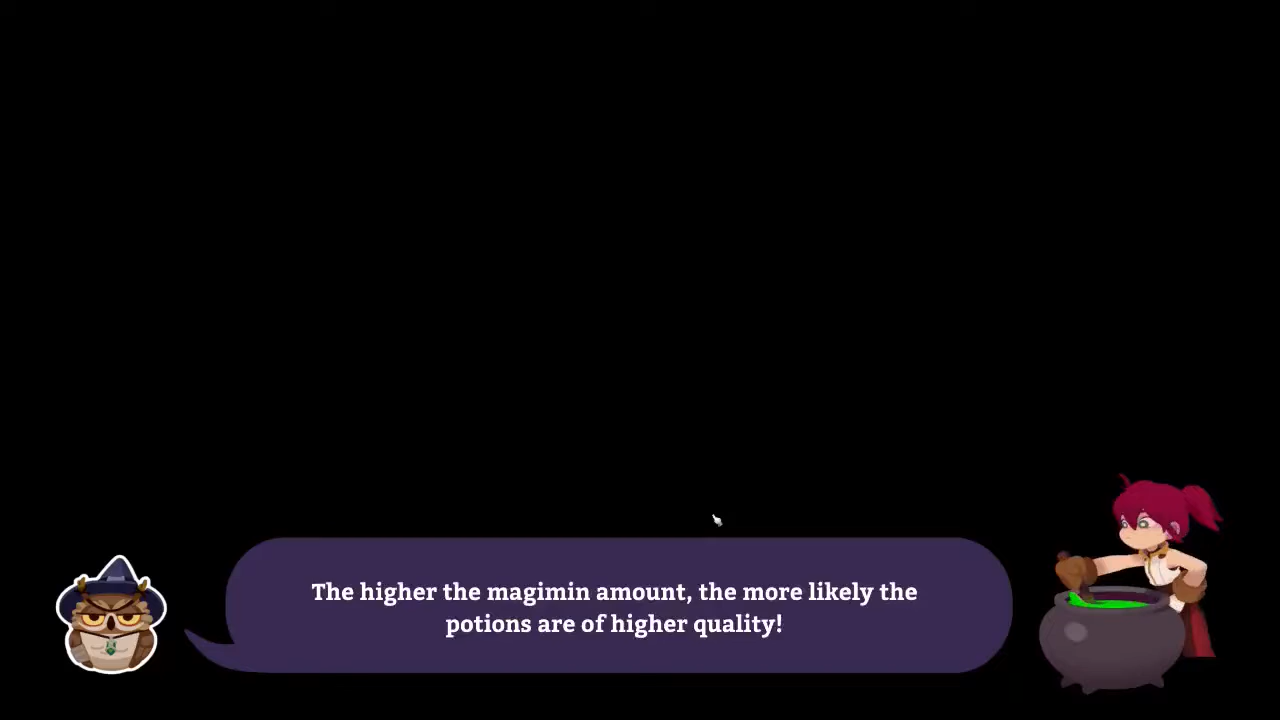 The higher the magimin amount, the more likely the
potions are of higher quality!